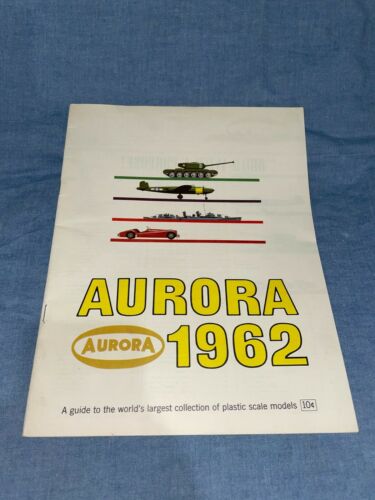 AURORA
AURORA 1962
A guide to the world's largest collection of plastic scale models 10¢